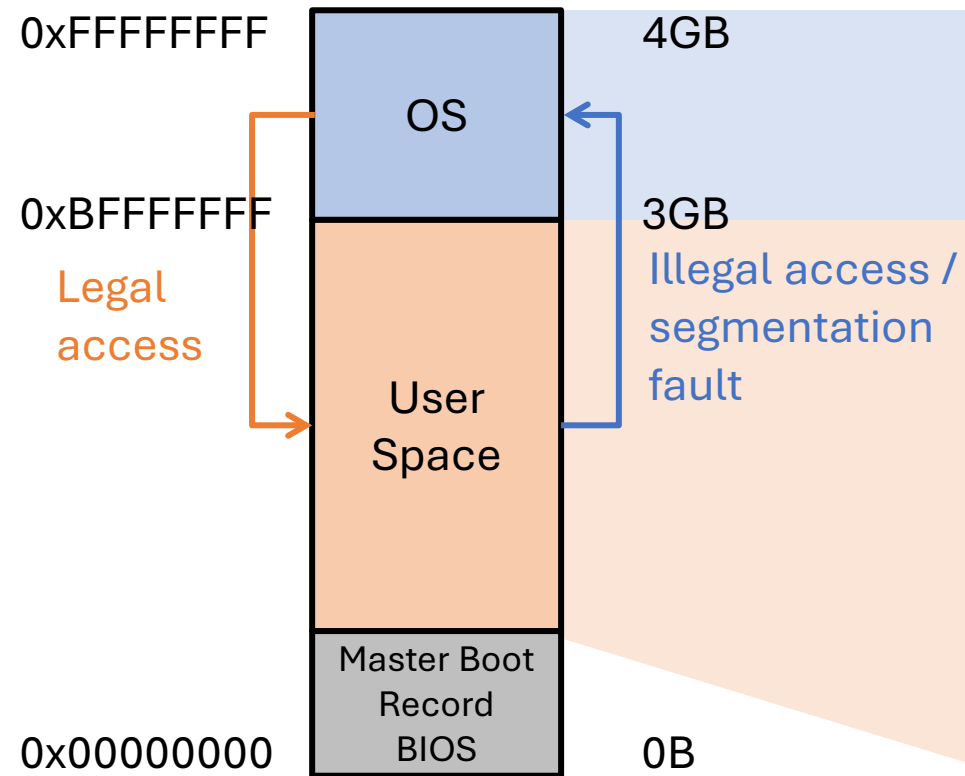 0xFFFFFFFF
4GB
OS
0xBFFFFFFF
3GB
Legal
access
Illegal access /
segmentation
fault
User
Space
Master Boot
Record
BIOS
0x00000000
0B